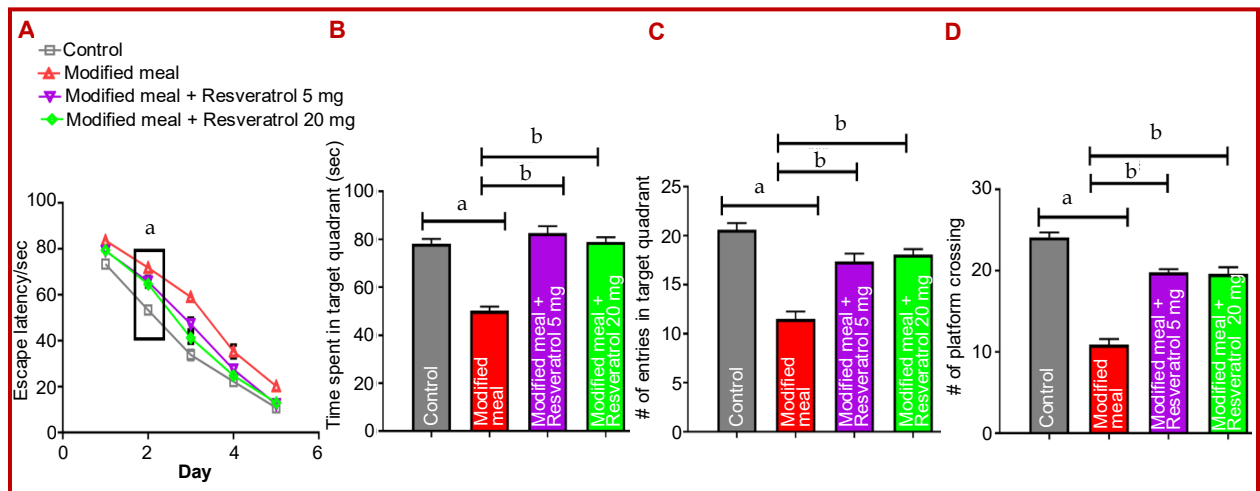 A
Control
Modified meal
Modified meal + Resveratrol 5 mg
Modified meal + Resveratrol 20 mg
Escape latency/sec
100
80
60
40
20
0
a
0
2
4
6
Day
B
Time spent in target quadrant (sec)
100
80
60
40
20
0
a
b
b
Control
Modified
meal
Modified meal +
Resveratrol 5 mg
Modified meal +
Resveratrol 20 mg
C
# of entries in target quadrant
25
20
15
10
5
0
a
b
b
Control
Modified
meal
Modified meal +
Resveratrol 5 mg
Modified meal +
Resveratrol 20 mg
D
# of platform crossing
30
20
10
0
a
b
b
Control
Modified
meal
Modified meal +
Resveratrol 5 mg
Modified meal +
Resveratrol 20 mg